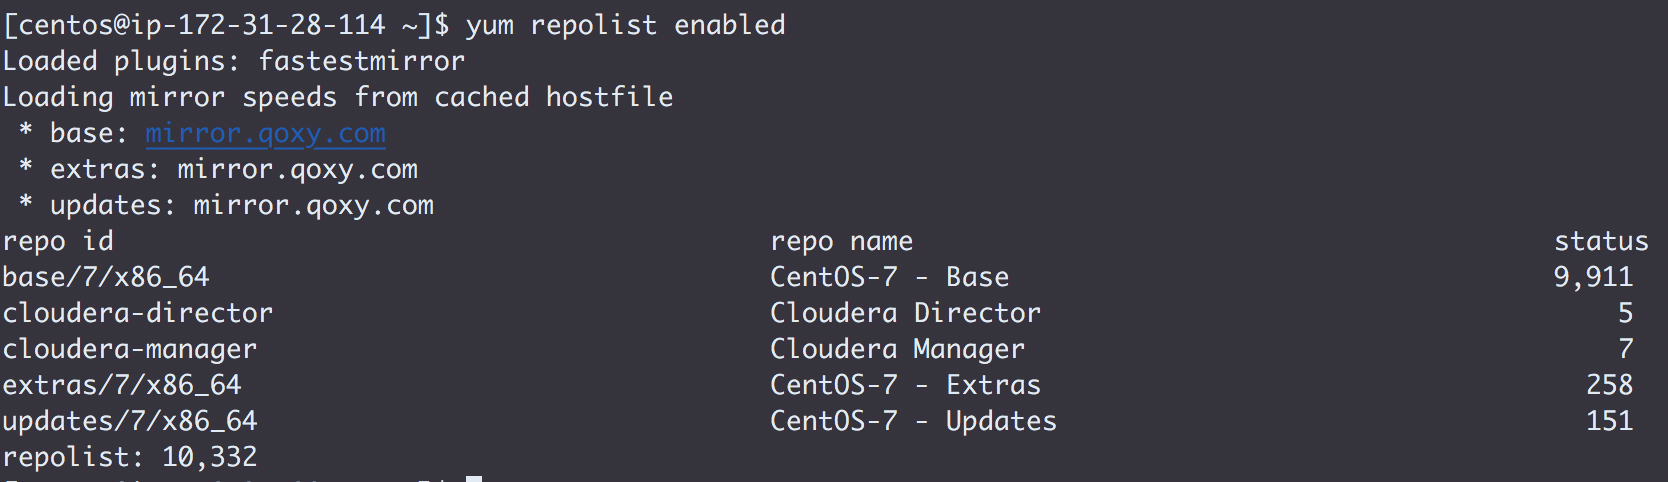 [centos@ip-172-31-28-114 ~]$ yum repolist enabled
Loaded plugins: fastestmirror
Loading mirror speeds from cached hostfile
 * base: mirror.qoxy.com
 * extras: mirror.qoxy.com
 * updates: mirror.qoxy.com
repo id repo name status
base/7/x86_64 CentOS-7 - Base 9,911
cloudera-director Cloudera Director 5
cloudera-manager Cloudera Manager 7
extras/7/x86_64 CentOS-7 - Extras 258
updates/7/x86_64 CentOS-7 - Updates 151
repolist: 10,332